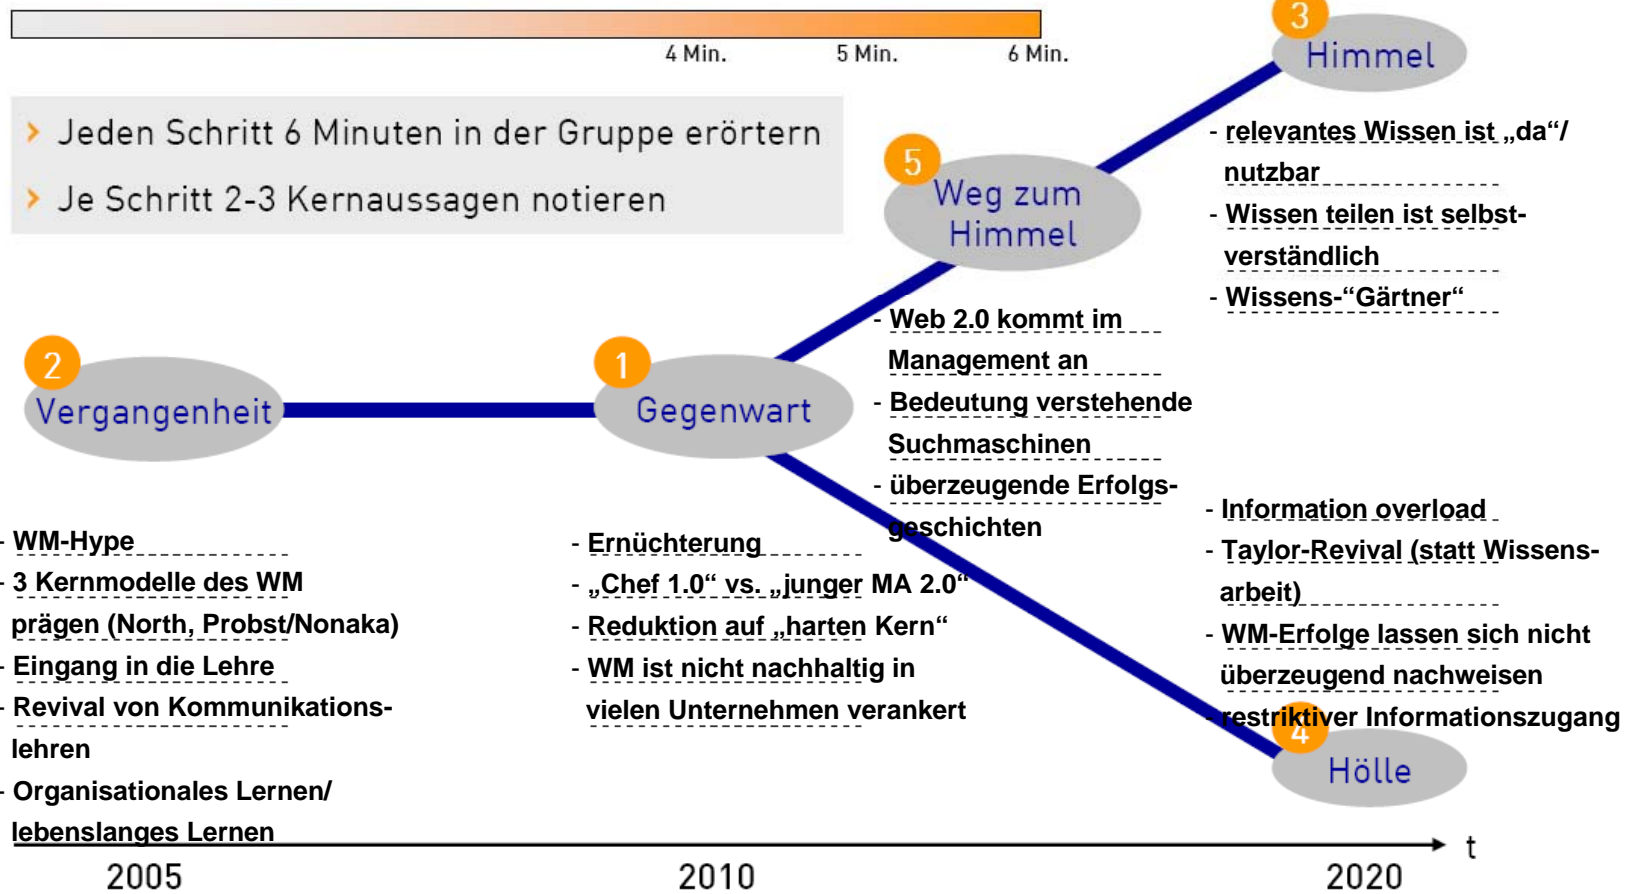 4 Min.
5 Min.
6 Min.
› Jeden Schritt 6 Minuten in der Gruppe erörtern
› Je Schritt 2-3 Kernaussagen notieren
2
Vergangenheit
- WM-Hype
- 3 Kernmodelle des WM
prägen (North, Probst/Nonaka)
- Eingang in die Lehre
- Revival von Kommunikations-
lehren
- Organisationales Lernen/
lebenslanges Lernen
1
Gegenwart
- Ernüchterung
- „Chef 1.0“ vs. „junger MA 2.0“
- Reduktion auf „harten Kern“
- WM ist nicht nachhaltig in
vielen Unternehmen verankert
5
Weg zum
Himmel
- Web 2.0 kommt im
Management an
- Bedeutung verstehende
Suchmaschinen
- überzeugende Erfolgs-
geschichten
3
Himmel
- relevantes Wissen ist „da“/
nutzbar
- Wissen teilen ist selbst-
verständlich
- Wissens-“Gärtner“
- Information overload
- Taylor-Revival (statt Wissens-
arbeit)
- WM-Erfolge lassen sich nicht
überzeugend nachweisen
- restriktiver Informationszugang
4
Hölle
t
2005
2010
2020